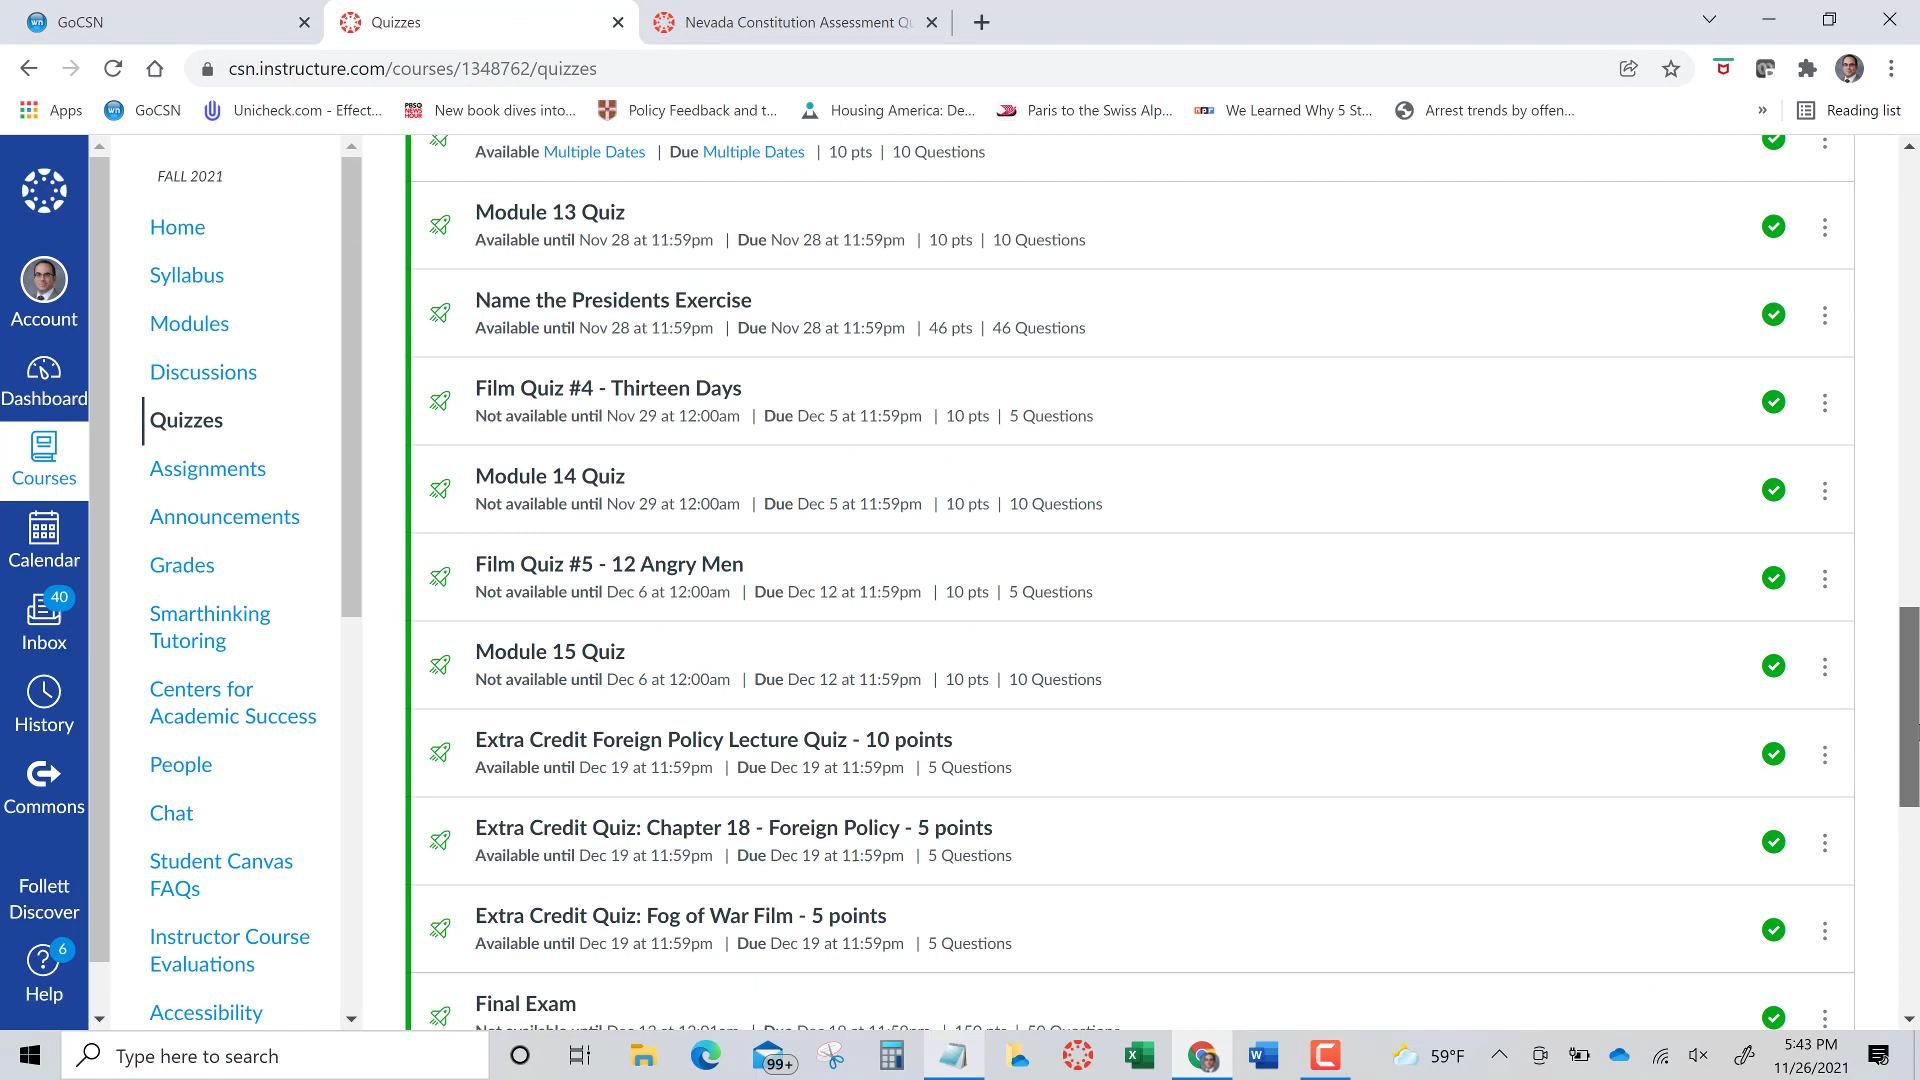 GoCSN
Quizzes
Nevada Constitution Assessment Qu
csn.instructure.com/courses/1348762/quizzes
Apps
GoCSN
Unicheck.com - Effect...
New book dives into...
Policy Feedback and t...
Housing America: De...
Paris to the Swiss Alp...
We Learned Why 5 St...
Arrest trends by offen...
Reading list
Account
Dashboard
Courses
Calendar
40
Inbox
History
Commons
Follett
Discover
6
Help
FALL 2021
Home
Syllabus
Modules
Discussions
Quizzes
Assignments
Announcements
Grades
Smarthinking
Tutoring
Centers for
Academic Success
People
Chat
Student Canvas
FAQs
Instructor Course
Evaluations
Accessibility
Available Multiple Dates | Due Multiple Dates | 10 pts | 10 Questions
Module 13 Quiz
Available until Nov 28 at 11:59pm | Due Nov 28 at 11:59pm | 10 pts | 10 Questions
Name the Presidents Exercise
Available until Nov 28 at 11:59pm | Due Nov 28 at 11:59pm | 46 pts | 46 Questions
Film Quiz #4 - Thirteen Days
Not available until Nov 29 at 12:00am | Due Dec 5 at 11:59pm | 10 pts | 5 Questions
Module 14 Quiz
Not available until Nov 29 at 12:00am | Due Dec 5 at 11:59pm | 10 pts | 10 Questions
Film Quiz #5 - 12 Angry Men
Not available until Dec 6 at 12:00am | Due Dec 12 at 11:59pm | 10 pts | 5 Questions
Module 15 Quiz
Not available until Dec 6 at 12:00am | Due Dec 12 at 11:59pm | 10 pts | 10 Questions
Extra Credit Foreign Policy Lecture Quiz - 10 points
Available until Dec 19 at 11:59pm | Due Dec 19 at 11:59pm | 5 Questions
Extra Credit Quiz: Chapter 18 - Foreign Policy - 5 points
Available until Dec 19 at 11:59pm | Due Dec 19 at 11:59pm | 5 Questions
Extra Credit Quiz: Fog of War Film - 5 points
Available until Dec 19 at 11:59pm | Due Dec 19 at 11:59pm | 5 Questions
Final Exam
Type here to search
99+
59°F
5:43 PM
11/26/2021